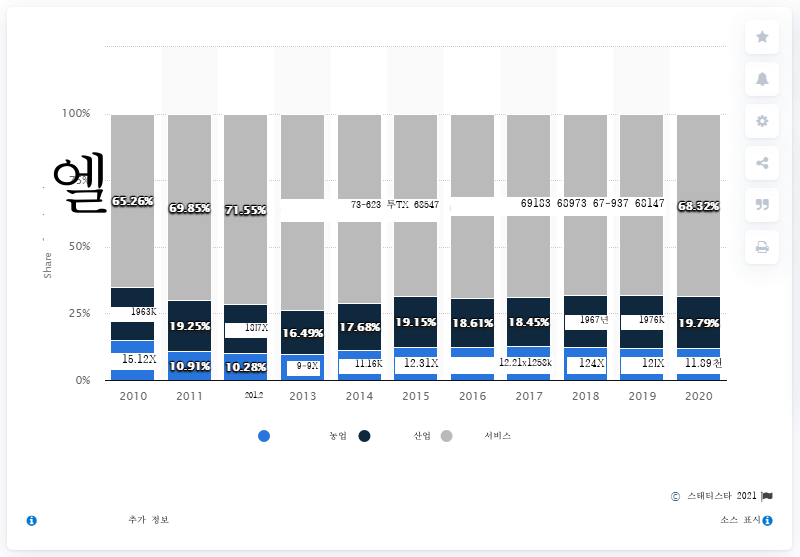 100%
엘
75%
65.26% 69.85% 71.55% 73-623 투TX 68547 69183 68973 67-937 68147 68.32%
50%
Share
25%
1963K 19.25% 1817X 16.49% 17.68% 19.15% 18.61% 18.45% 1967년 1976K 19.79%
15.12X 10.91% 10.28% 9-9X 11.16K 12.31X 12.21x1258k 124X 121X 11.89천
0%
2010 2011 2012 2013 2014 2015 2016 2017 2018 2019 2020
농업 산업 서비스
© 스태티스타 2021
추가 정보 소스 표시